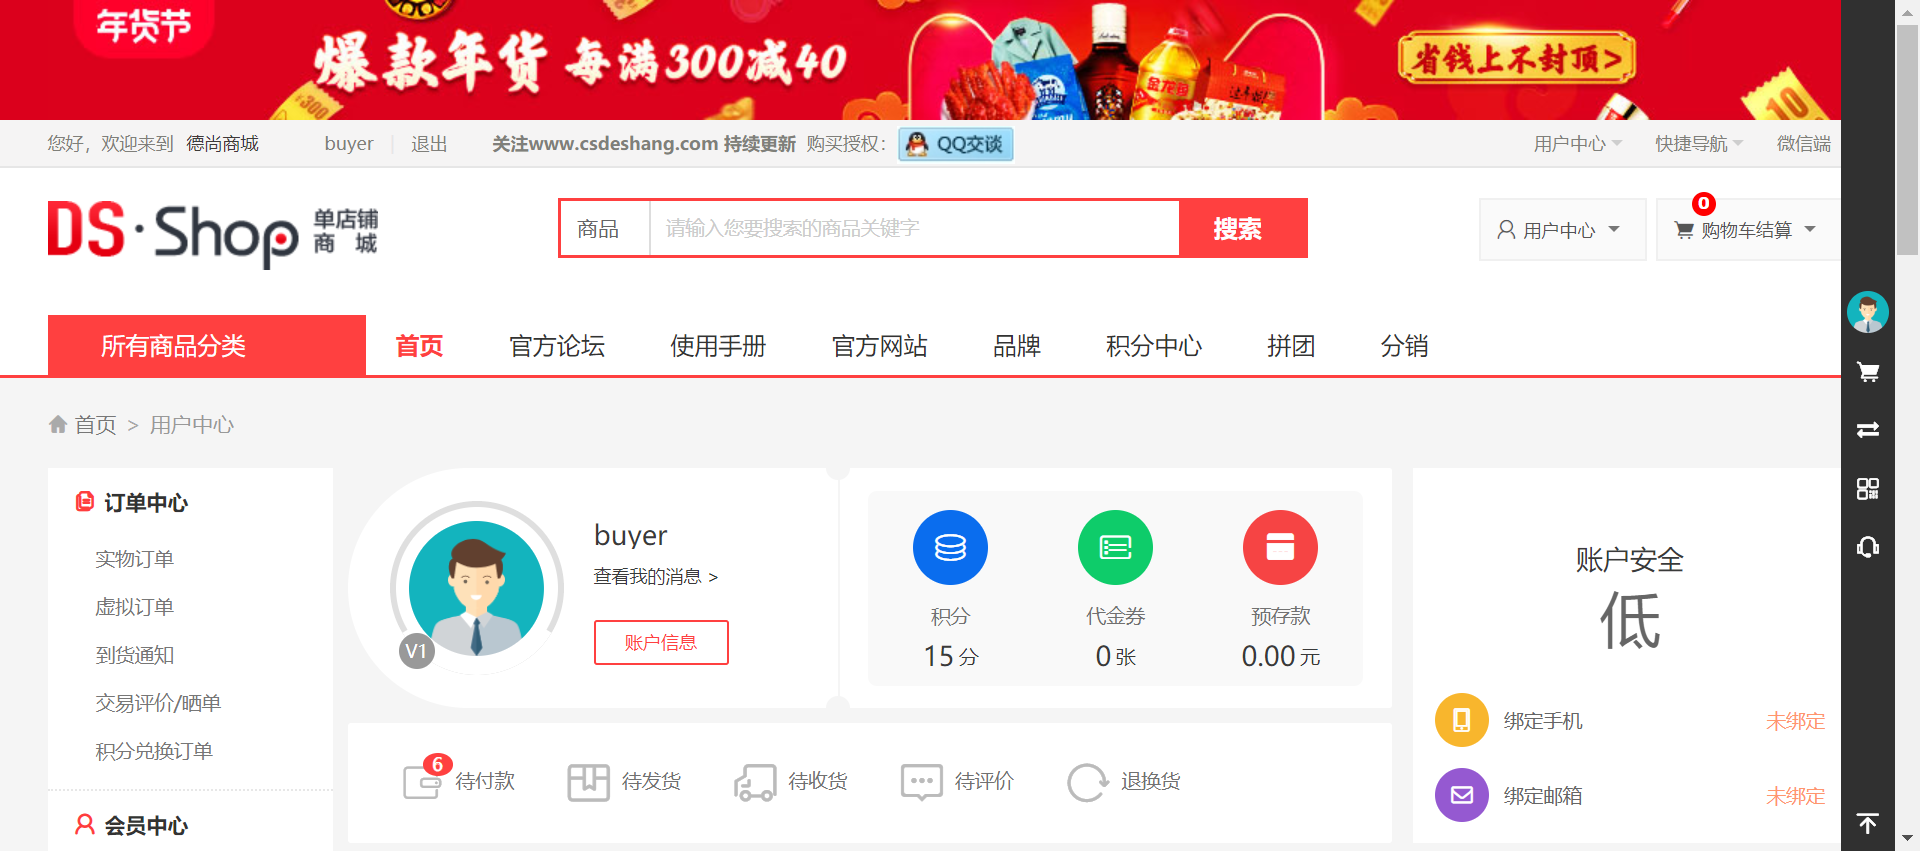 年货节
爆款年货 每满300减40
省钱上不封顶>
¥300
金龙鱼
10
您好，欢迎来到 德尚商城 buyer 退出 关注www.csdeshang.com 持续更新 购买授权： QQ交谈 用户中心 快捷导航 微信端
DS·Shop 单店铺商城
商品 请输入您要搜索的商品关键字 搜索
用户中心 0 购物车结算
所有商品分类 首页 官方论坛 使用手册 官方网站 品牌 积分中心 拼团 分销
首页 > 用户中心
订单中心
实物订单
虚拟订单
到货通知
交易评价/晒单
积分兑换订单
会员中心
buyer
查看我的消息 >
账户信息
V1
积分 代金券 预存款
15 分 0 张 0.00 元
6 待付款 待发货 待收货 待评价 退换货
账户安全
低
绑定手机 未绑定
绑定邮箱 未绑定